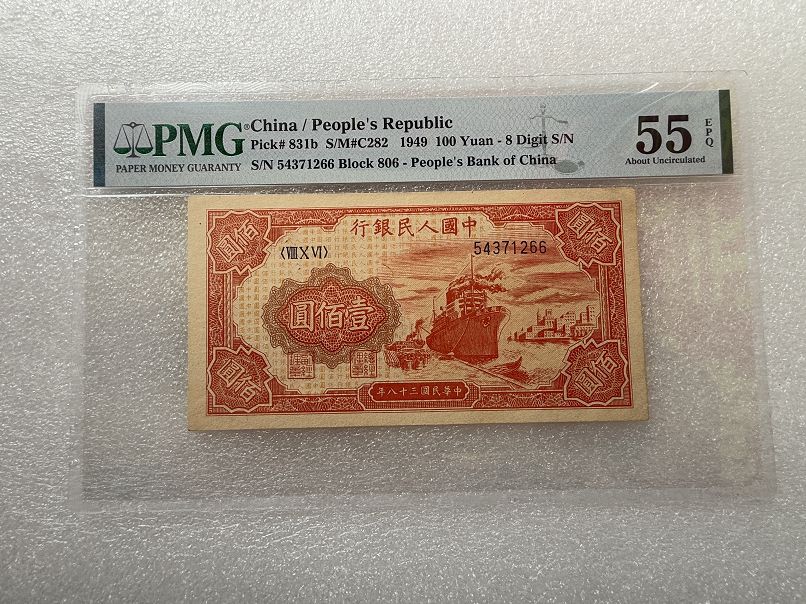 PMG®
PAPER MONEY GUARANTY
China / People's Republic
Pick# 831b S/M#C282 1949 100 Yuan - 8 Digit S/N
S/N 54371266 Block 806 - People's Bank of China
55
EPQ
About Uncirculated
行銀民人國中
圓佰
圓佰
〈ⅧⅩⅥ〉
54371266
圓佰壹
圓佰
圓佰
年八十三國民華中